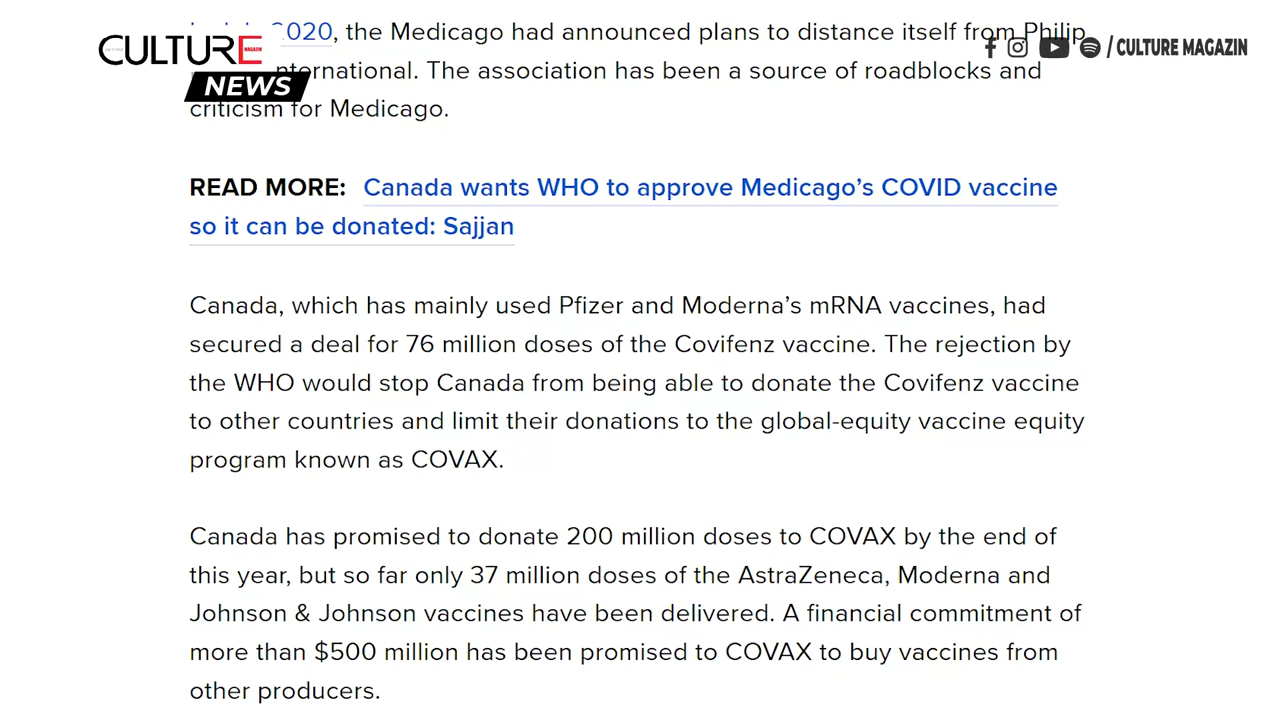 2020, the Medicago had announced plans to distance itself from Philip
CULTURE
MAGAZIN
/ CULTURE MAGAZIN
NEWS
International. The association has been a source of roadblocks and
criticism for Medicago.
READ MORE: Canada wants WHO to approve Medicago’s COVID vaccine
so it can be donated: Sajjan
Canada, which has mainly used Pfizer and Moderna’s mRNA vaccines, had
secured a deal for 76 million doses of the Covifenz vaccine. The rejection by
the WHO would stop Canada from being able to donate the Covifenz vaccine
to other countries and limit their donations to the global-equity vaccine equity
program known as COVAX.
Canada has promised to donate 200 million doses to COVAX by the end of
this year, but so far only 37 million doses of the AstraZeneca, Moderna and
Johnson & Johnson vaccines have been delivered. A financial commitment of
more than $500 million has been promised to COVAX to buy vaccines from
other producers.